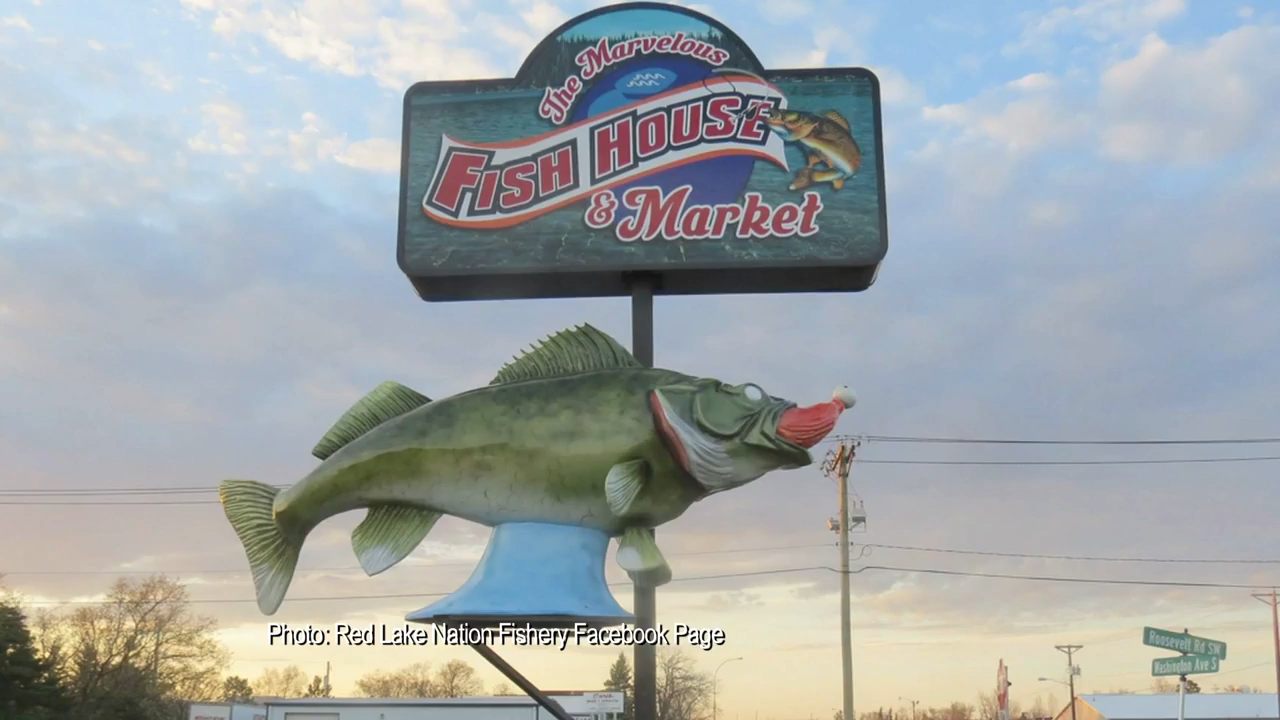 The Marvelous
Fish House
& Market
Photo: Red Lake Nation Fishery Facebook Page
Roosevelt Rd SW
Washington Ave S